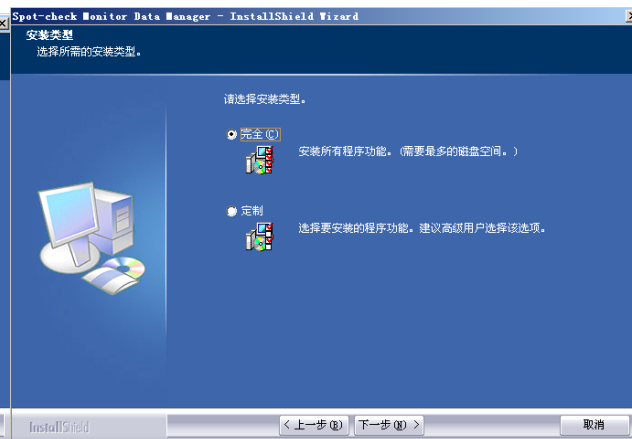 Spot-check Monitor Data Manager - InstallShield Wizard
安装类型
选择所需的安装类型。
请选择安装类型。
完全(C)
安装所有程序功能。(需要最多的磁盘空间。)
定制
选择要安装的程序功能。建议高级用户选择该选项。
InstallShield
< 上一步(B)
下一步(N) >
取消